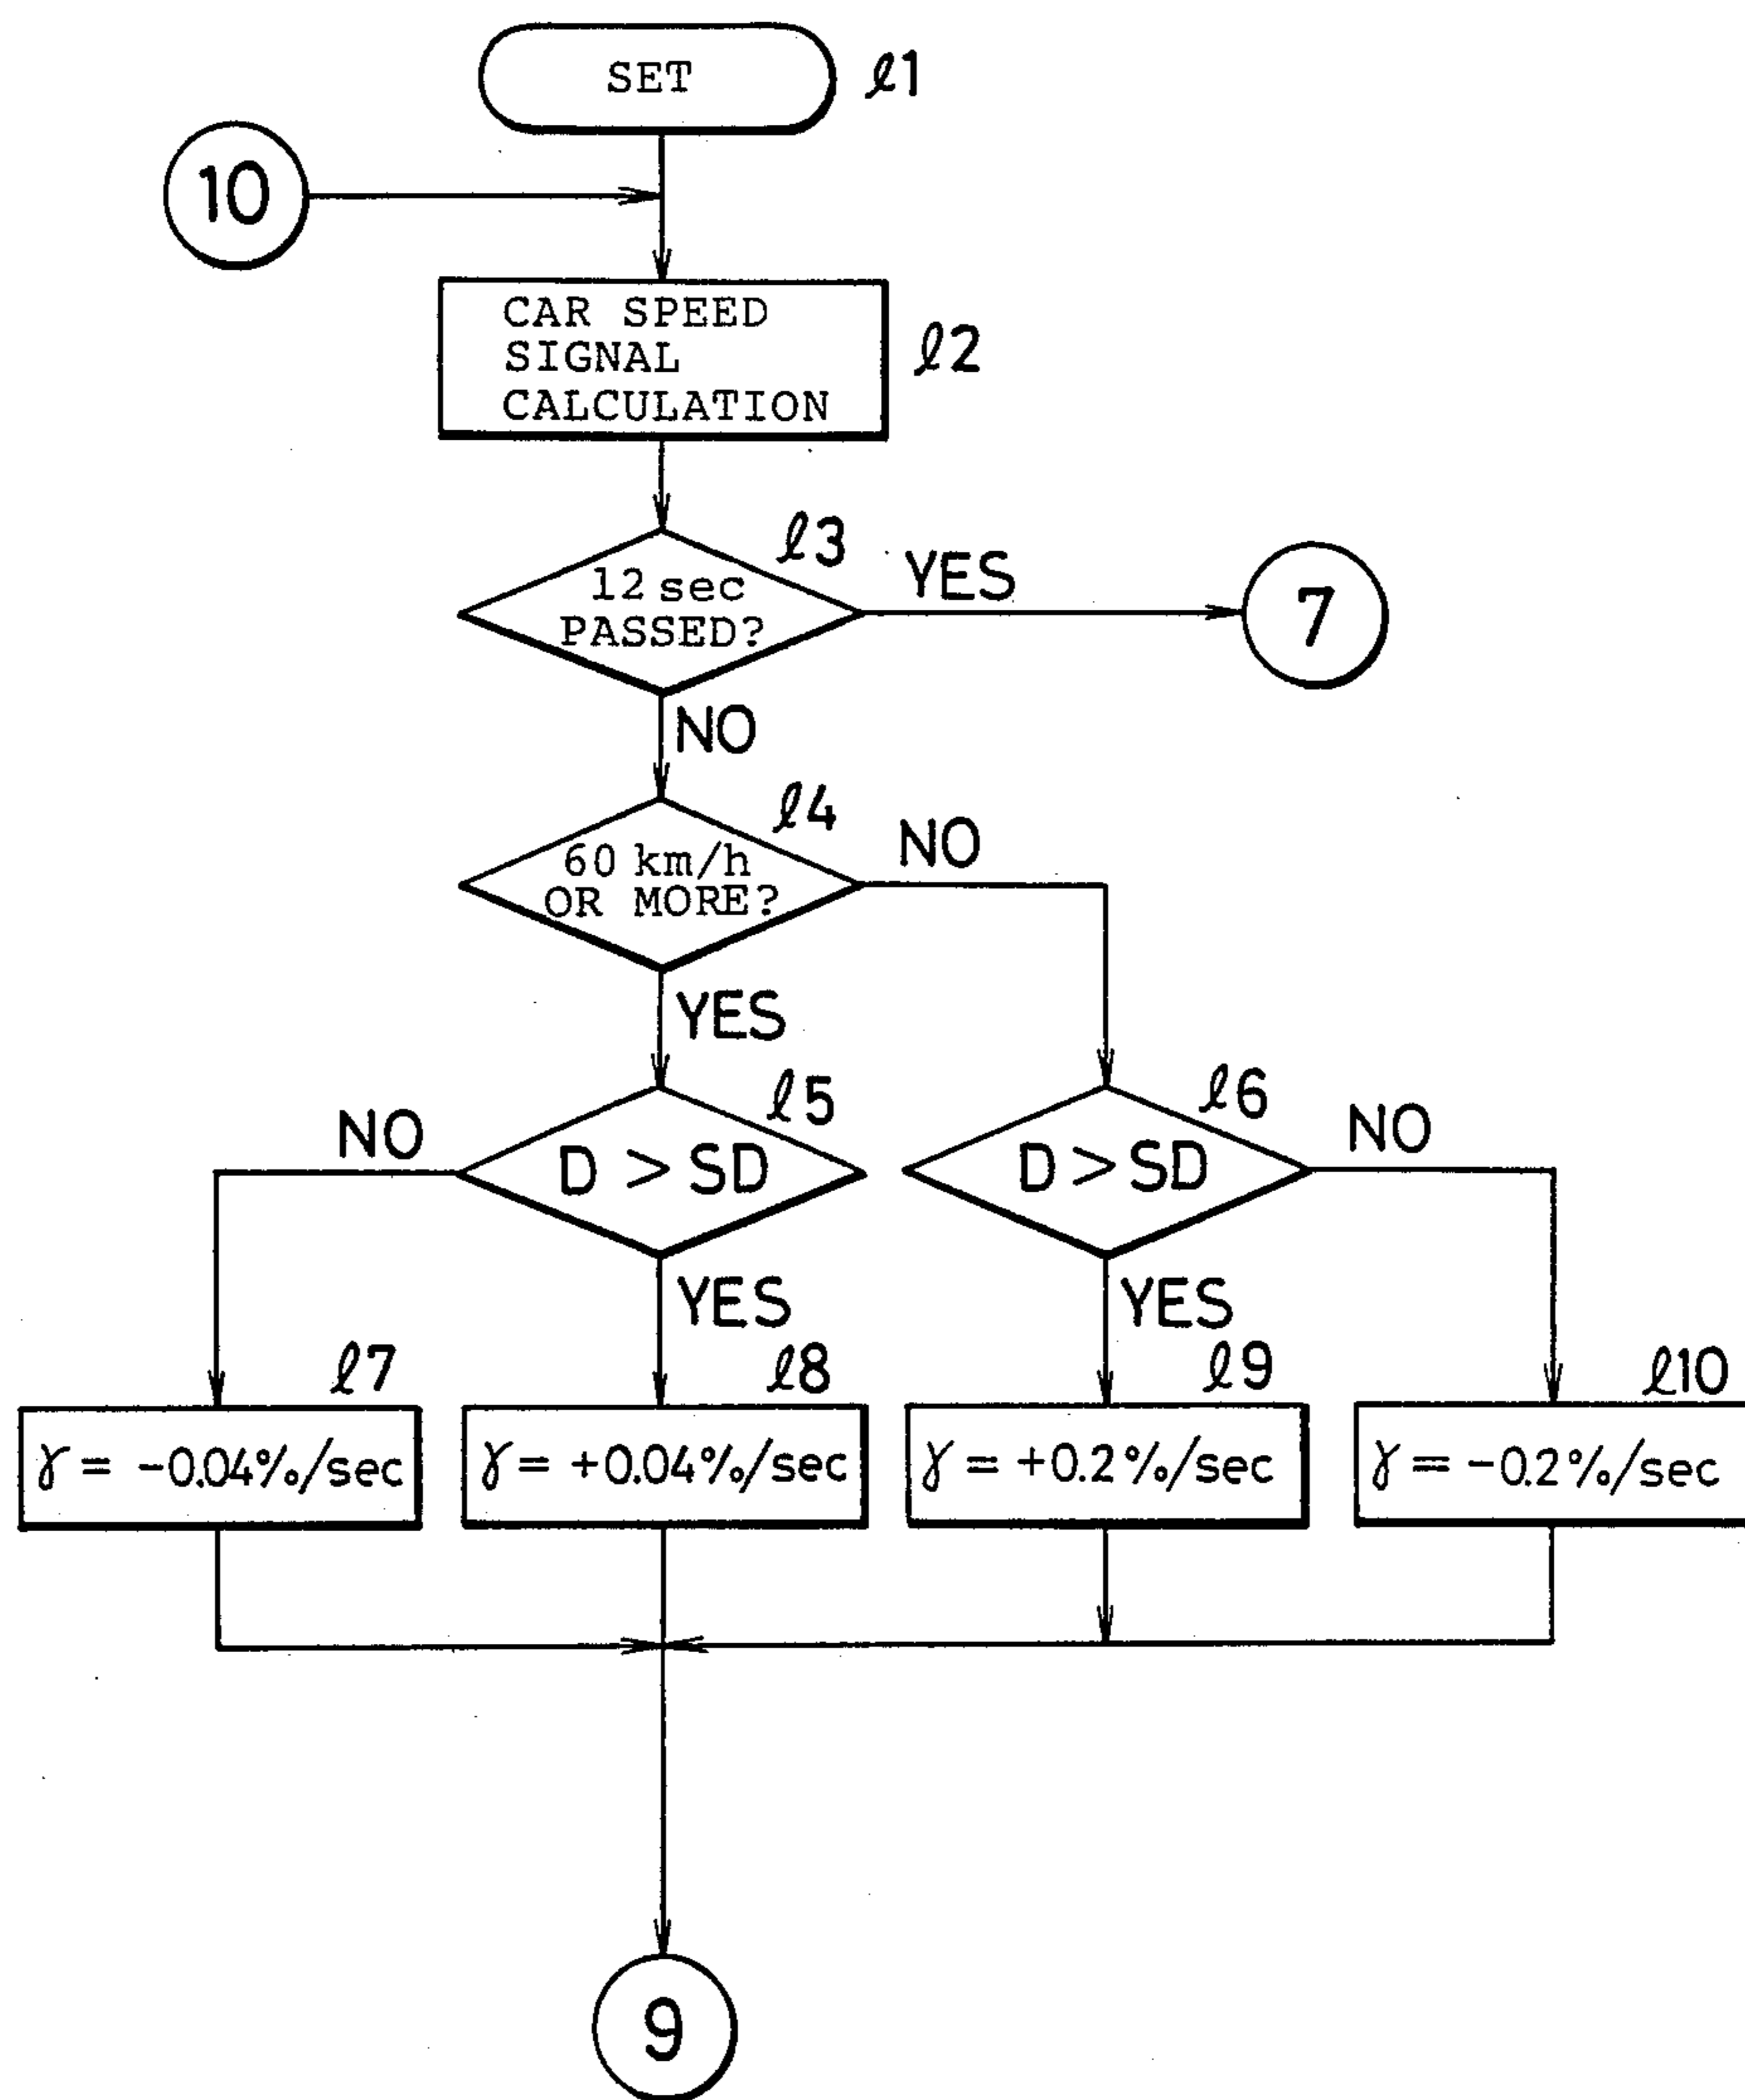 SET
ℓ1
10
CAR SPEED
SIGNAL
CALCULATION
ℓ2
ℓ3
12 sec
PASSED?
YES
7
NO
ℓ4
60 km/h
OR MORE?
NO
YES
ℓ5
ℓ6
NO
D > SD
D > SD
NO
YES
YES
ℓ7
ℓ8
ℓ9
ℓ10
γ = -0.04%/sec
γ = +0.04%/sec
γ = +0.2%/sec
γ = -0.2%/sec
9